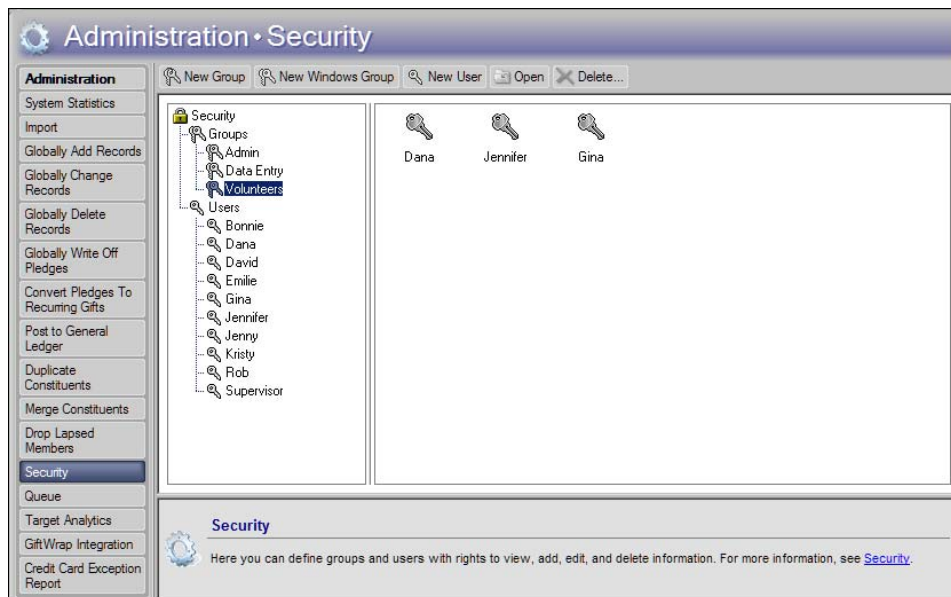 Administration • Security
Administration
System Statistics
Import
Globally Add Records
Globally Change
Records
Globally Delete
Records
Globally Write Off
Pledges
Convert Pledges To
Recurring Gifts
Post to General
Ledger
Duplicate
Constituents
Merge Constituents
Drop Lapsed
Members
Security
Queue
Target Analytics
GiftWrap Integration
Credit Card Exception
Report
New Group New Windows Group New User Open Delete...
Security
Groups
Admin
Data Entry
Volunteers
Users
Bonnie
Dana
David
Emilie
Gina
Jennifer
Jenny
Kristy
Rob
Supervisor
Dana Jennifer Gina
Security
Here you can define groups and users with rights to view, add, edit, and delete information. For more information, see Security.